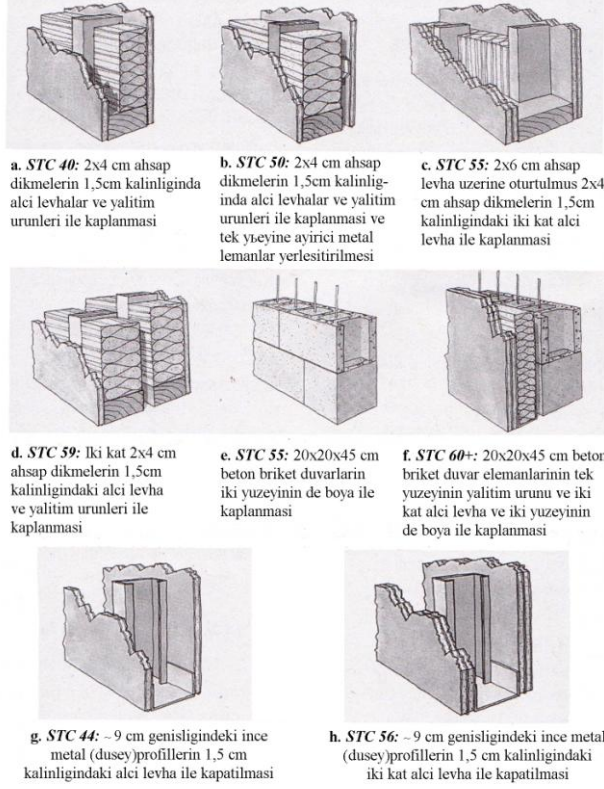 a. STC 40: 2x4 cm ahsap
dikmelerin 1,5cm kalinliginda
alci levhalar ve yalitim
urunleri ile kaplanmasi
b. STC 50: 2x4 cm ahsap
dikmelerin 1,5cm kalinlig-
inda alci levhalar ve yalitim
urunleri ile kaplanmasi ve
tek yьeyine ayirici metal
lemanlar yerlesitirilmesi
c. STC 55: 2x6 cm ahsap
levha uzerine oturtulmus 2x4
cm ahsap dikmelerin 1,5cm
kalinligindaki iki kat alci
levha ile kaplanmasi
d. STC 59: Iki kat 2x4 cm
ahsap dikmelerin 1,5cm
kalinligindaki alci levha
ve yalitim urunleri ile
kaplanmasi
e. STC 55: 20x20x45 cm
beton briket duvarlarin
iki yuzeyinin de boya ile
kaplanmasi
f. STC 60+: 20x20x45 cm beton
briket duvar elemanlarinin tek
yuzeyinin yalitim urunu ve iki
kat alci levha ve iki yuzeyinin
de boya ile kaplanmasi
g. STC 44: ~9 cm genisligindeki ince
metal (dusey)profillerin 1,5 cm
kalinligindaki alci levha ile kapatilmasi
h. STC 56: ~9 cm genisligindeki ince metal
(dusey)profillerin 1,5 cm kalinligindaki
iki kat alci levha ile kapatilmasi